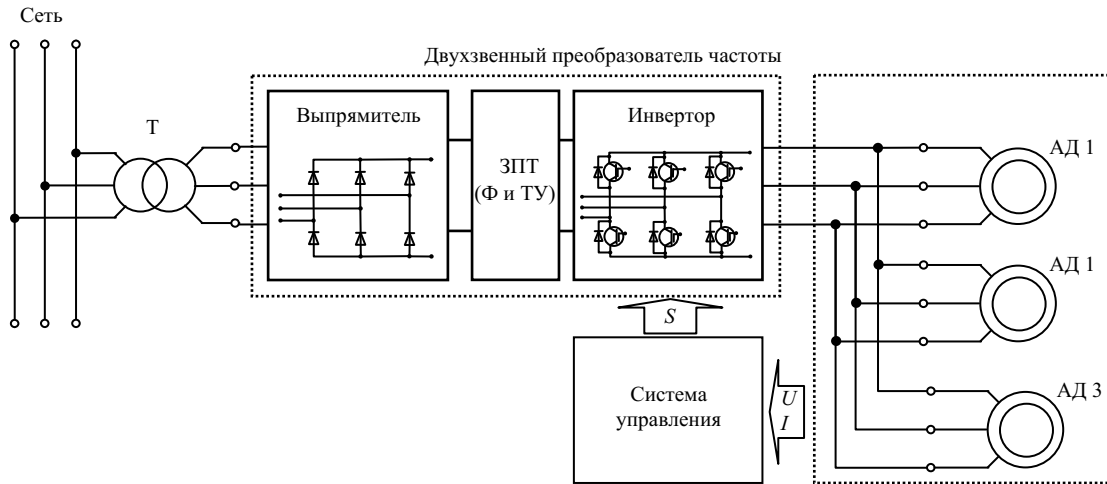 Сеть
Двухзвенный преобразователь частоты
Т
Выпрямитель
ЗПТ
(Ф и ТУ)
Инвертор
АД 1
АД 1
АД 3
S
Система
управления
U
I